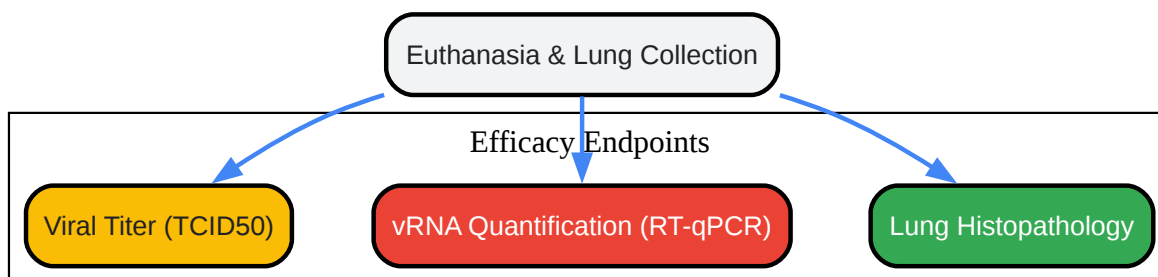 Euthanasia & Lung Collection
Efficacy Endpoints
Viral Titer (TCID50)
vRNA Quantification (RT-qPCR)
Lung Histopathology